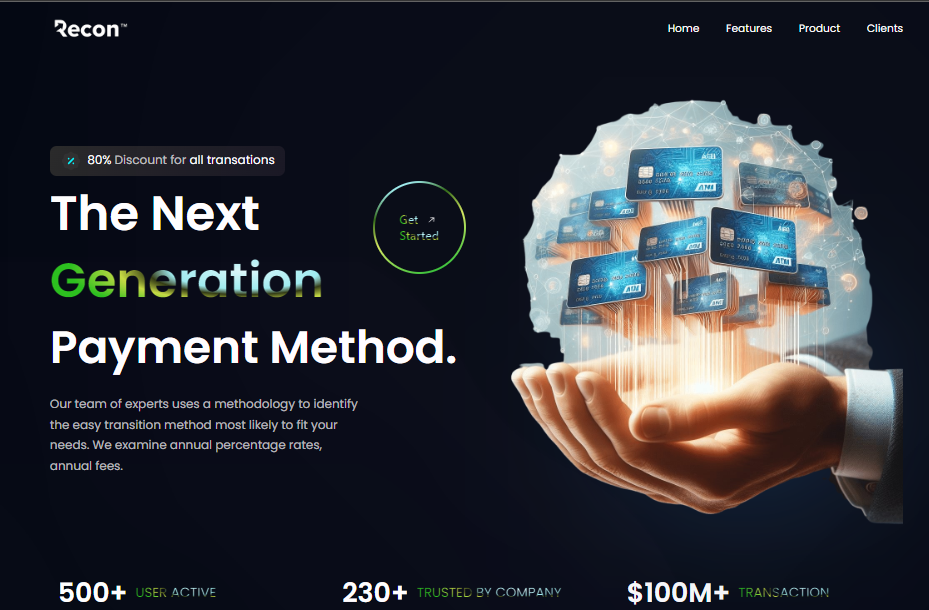 Recon™
Home Features Product Clients
80% Discount for all transations
The Next
Generation
Payment Method.
Get
Started
Our team of experts uses a methodology to identify
the easy transition method most likely to fit your
needs. We examine annual percentage rates,
annual fees.
500+ USER ACTIVE
230+ TRUSTED BY COMPANY
$100M+ TRANSACTION